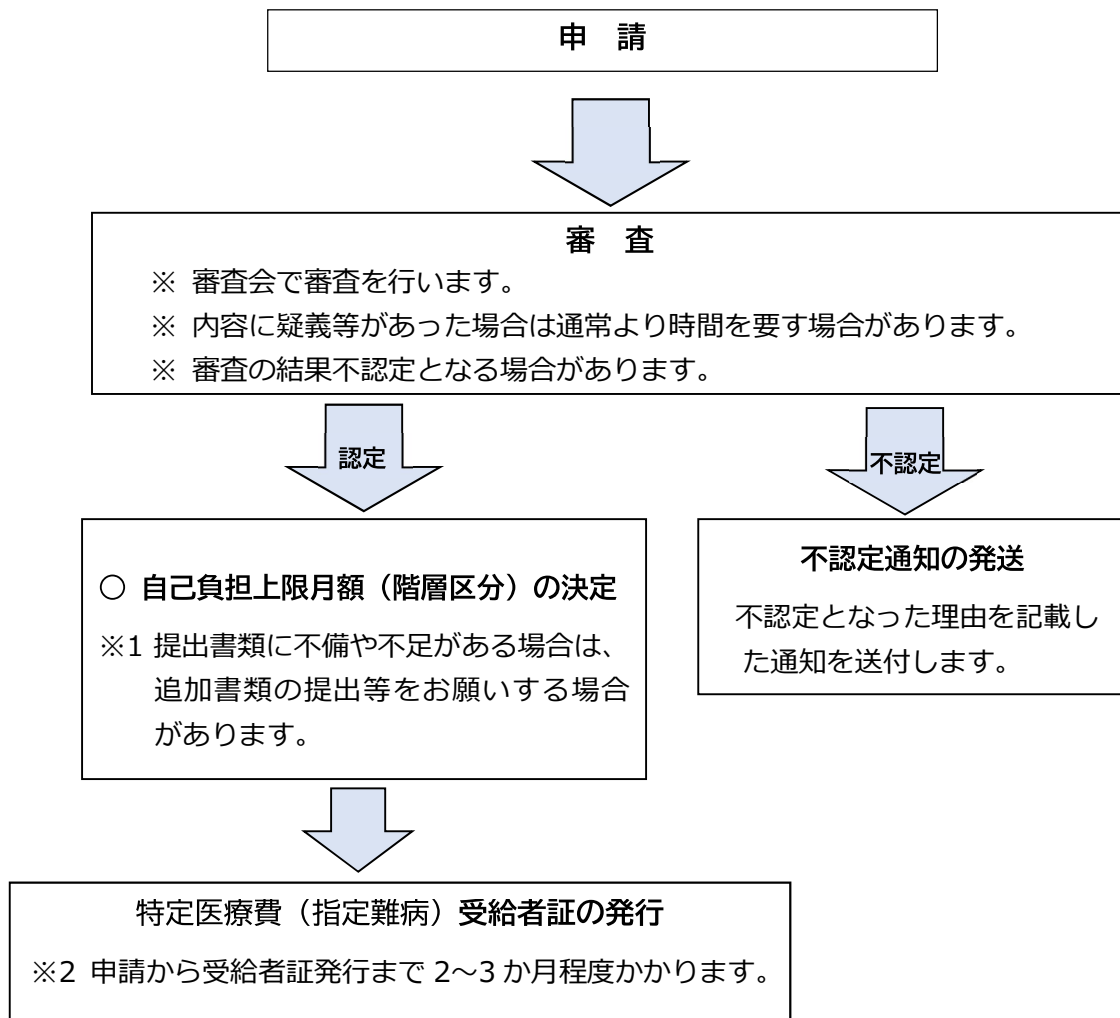 申　請
審　査
※ 審査会で審査を行います。
※ 内容に疑義等があった場合は通常より時間を要す場合があります。
※ 審査の結果不認定となる場合があります。
認定
不認定
○ 自己負担上限月額（階層区分）の決定
※1 提出書類に不備や不足がある場合は、
追加書類の提出等をお願いする場合
があります。
不認定通知の発送
不認定となった理由を記載し
た通知を送付します。
特定医療費（指定難病）受給者証の発行
※2 申請から受給者証発行まで 2～3 か月程度かかります。